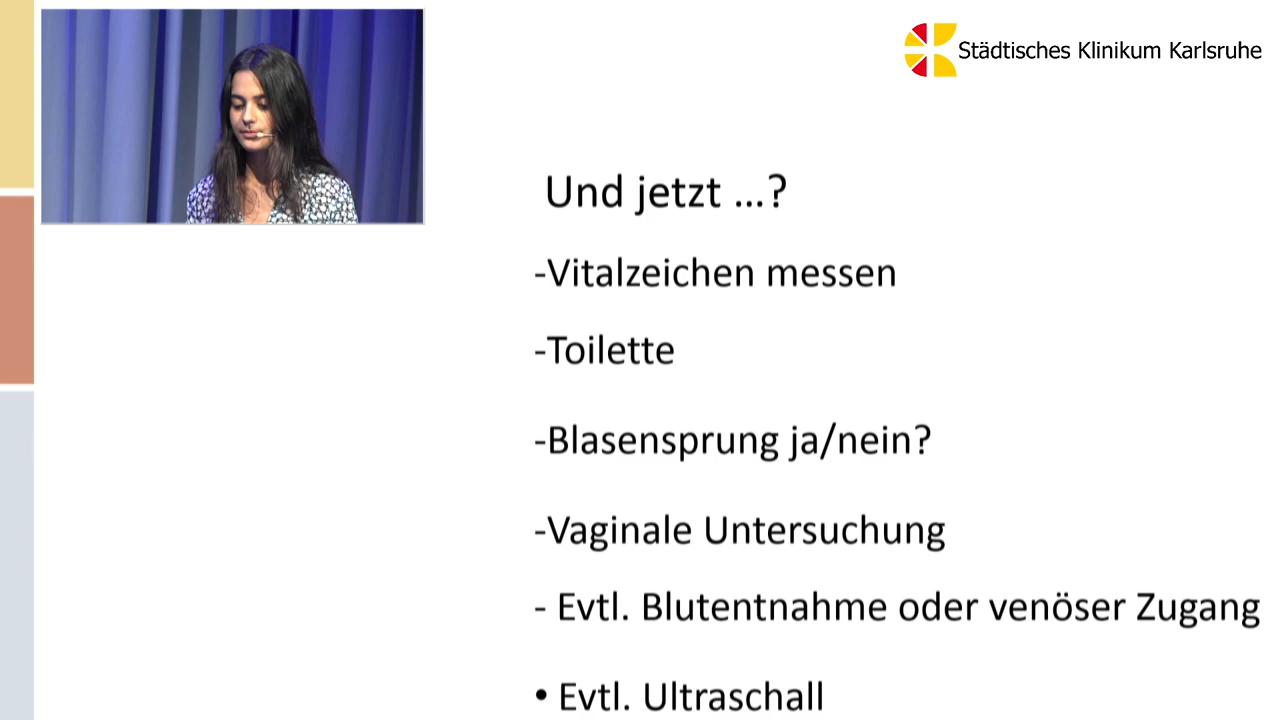 Städtisches Klinikum Karlsruhe
Und jetzt ...?
-Vitalzeichen messen
-Toilette
-Blasensprung ja/nein?
-Vaginale Untersuchung
- Evtl. Blutentnahme oder venöser Zugang
• Evtl. Ultraschall